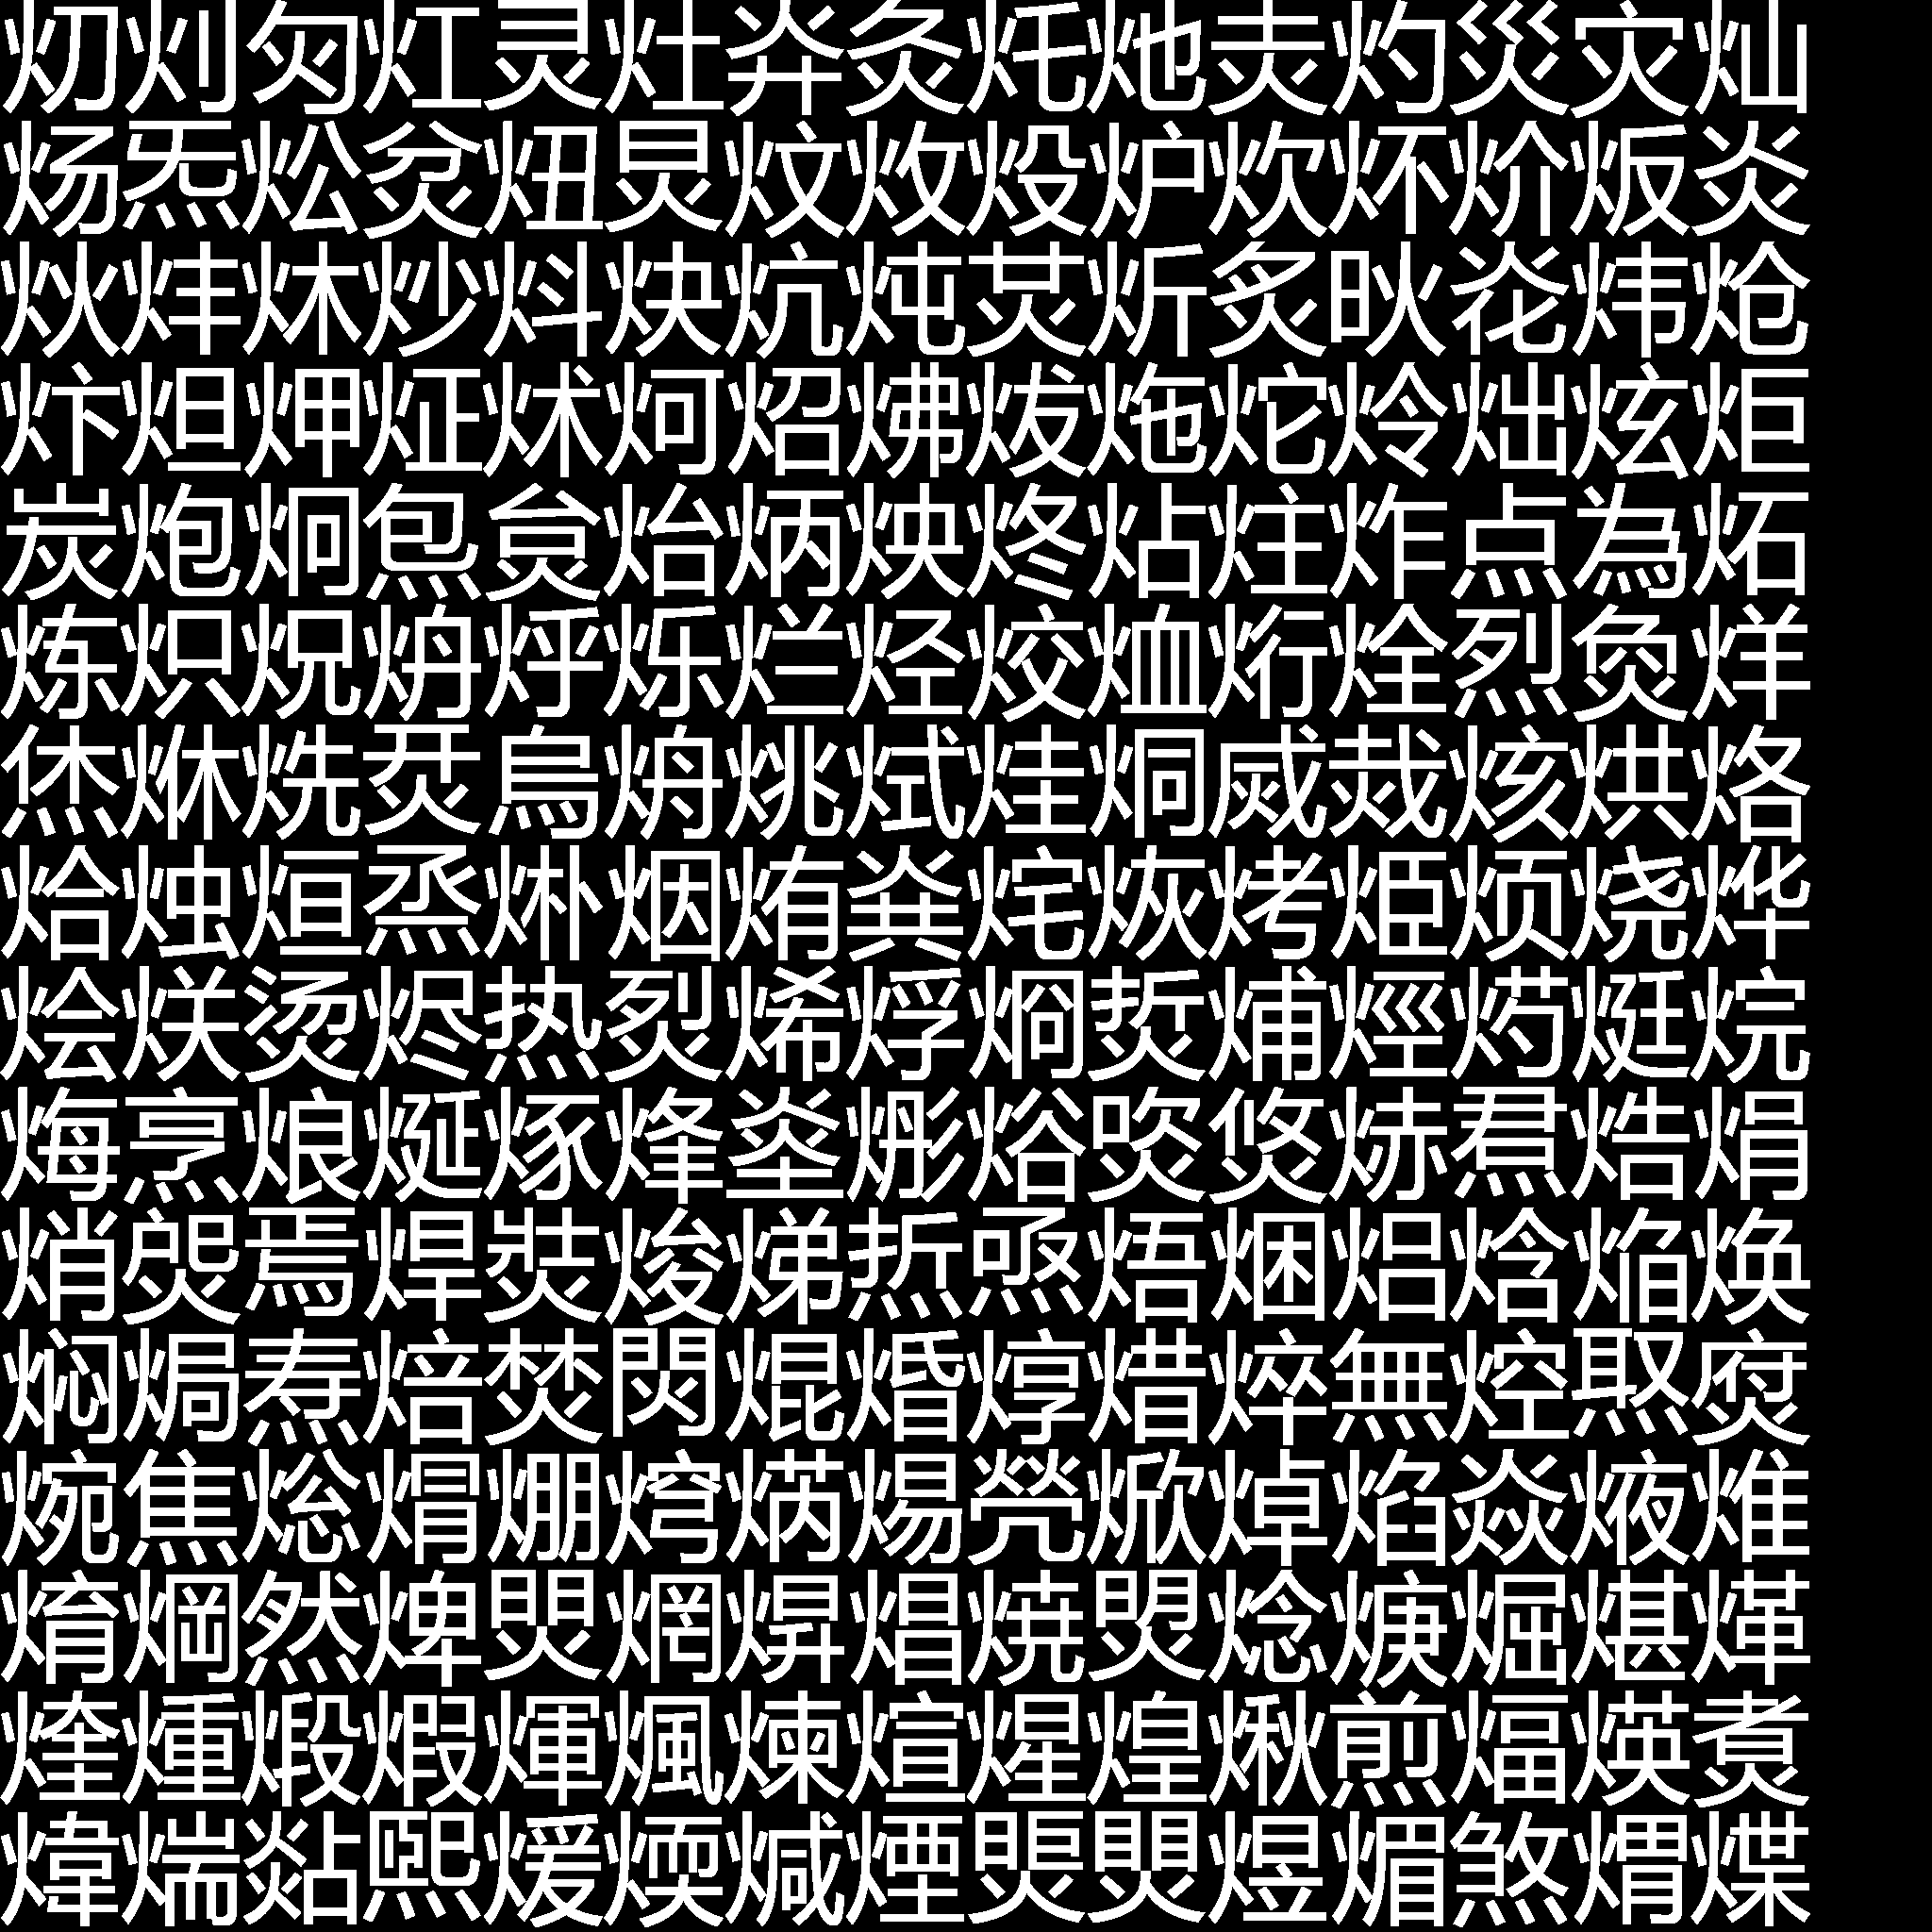 灱灲炃灴灵灶灷灸灹灺灻灼災灾灿
炀炁炂炃炄炅炆炇炈炉炊炋炌炍炎
炏炐炑炒炓炔炕炖炗炘炙炚炛炜炝
炞炟炠炡炢炣炤炥炦炧炨炩炪炫炬
炭炮炯炰炱炲炳炴炵炶炷炸点為炻
炼炽炾炿烀烁烂烃烄烅烆烇烈烉烊
烋烌烍烎烏烐烑烒烓烔烕烖烗烘烙
烚烛烜烝烞烟烠烡烢烣烤烥烦烧烨
烩烪烫烬热烮烯烰烱烲烳烴烵烶烷
烸烹烺烻烼烽烾烿焀焁焂焃焄焅焆
焇焈焉焊焋焌焍焎焏焐焑焒焓焔焕
焖焗焘焙焚焛焜焝焞焟焠無焢焣焤
焥焦焧焨焩焪焫焬焭焮焯焰焱焲焳
焴焵然焷焸焹焺焻焼焽焾焿煀煁煂
煃煄煅煆煇煈煉煊煋煌煍煎煏煐煑
煒煓煔煕煖煗煘煙煚煛煜煝煞煟煠